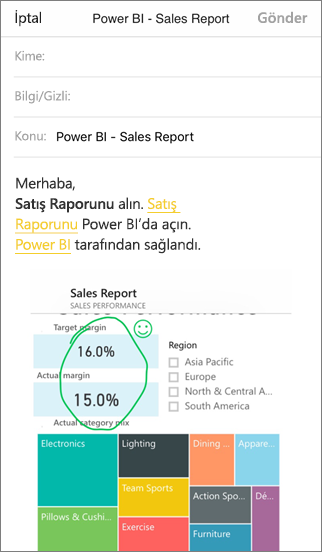 İptal Power BI - Sales Report Gönder
Kime:
Bilgi/Gizli:
Konu: Power BI - Sales Report
Merhaba,
Satış Raporunu alın. Satış
Raporunu Power BI'da açın.
Power BI tarafından sağlandı.
Sales Report
SALES PERFORMANCE
Target margin
16.0%
Actual margin
15.0%
Actual category mix
Region
Asia Pacific
Europe
North & Central A...
South America
Electronics Lighting Dining ... Appare...
Team Sports
Action Spo... Dé...
Pillows & Cushi... Exercise Furniture